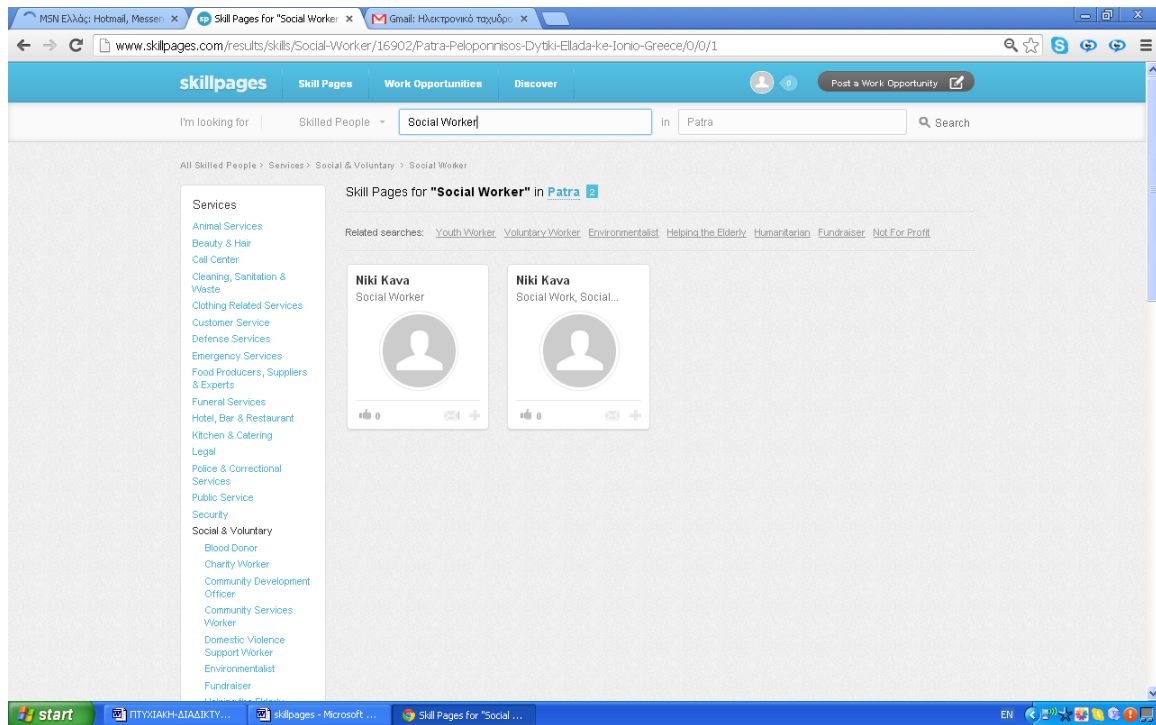 MSN Ελλάς: Hotmail, Messen
Skill Pages for "Social Worker
Gmail: Ηλεκτρονικό ταχυδρο
www.skillpages.com/results/skills/Social-Worker/16902/Patra-Peloponnisos-Dytiki-Ellada-ke-Ionio-Greece/0/0/1
skillpages Skill Pages Work Opportunities Discover 0 Post a Work Opportunity
I'm looking for Skilled People Social Worker in Patra Search
All Skilled People > Services > Social & Voluntary > Social Worker
Services
Animal Services
Beauty & Hair
Call Center
Cleaning, Sanitation &
Waste
Clothing Related Services
Customer Service
Defense Services
Emergency Services
Food Producers, Suppliers
& Experts
Funeral Services
Hotel, Bar & Restaurant
Kitchen & Catering
Legal
Police & Correctional
Services
Public Service
Security
Social & Voluntary
Blood Donor
Charity Worker
Community Development
Officer
Community Services
Worker
Domestic Violence
Support Worker
Environmentalist
Fundraiser
Skill Pages for "Social Worker" in Patra 2
Related searches: Youth Worker Voluntary Worker Environmentalist Helping the Elderly Humanitarian Fundraiser Not For Profit
Niki Kava
Social Worker
0
Niki Kava
Social Work, Social...
0
start ΠΤΥΧΙΑΚΗ-ΔΙΑΔΙΚΤΥ... skillpages - Microsoft ... Skill Pages for "Social ... EN